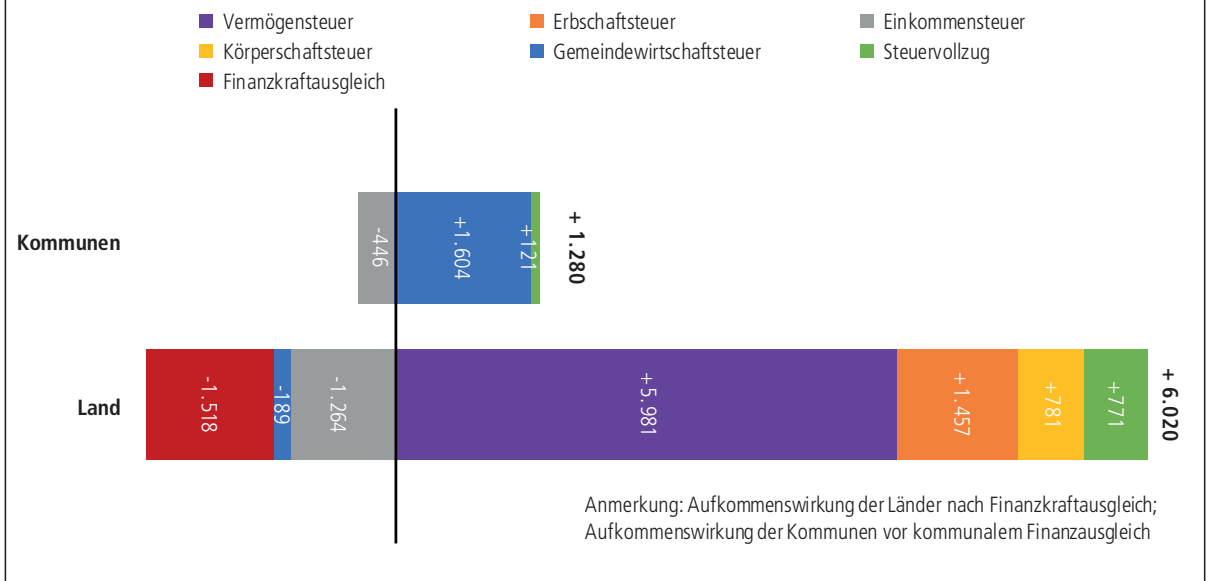 Vermögensteuer
Erbschaftsteuer
Einkommensteuer
Körperschaftsteuer
Gemeindewirtschaftsteuer
Steuervollzug
Finanzkraftausgleich
Kommunen
-446
+1.604
+121
+ 1.280
Land
-1.518
-189
-1.264
+5.981
+1.457
+781
+771
+ 6.020
Anmerkung: Aufkommenswirkung der Länder nach Finanzkraftausgleich;
Aufkommenswirkung der Kommunen vor kommunalem Finanzausgleich